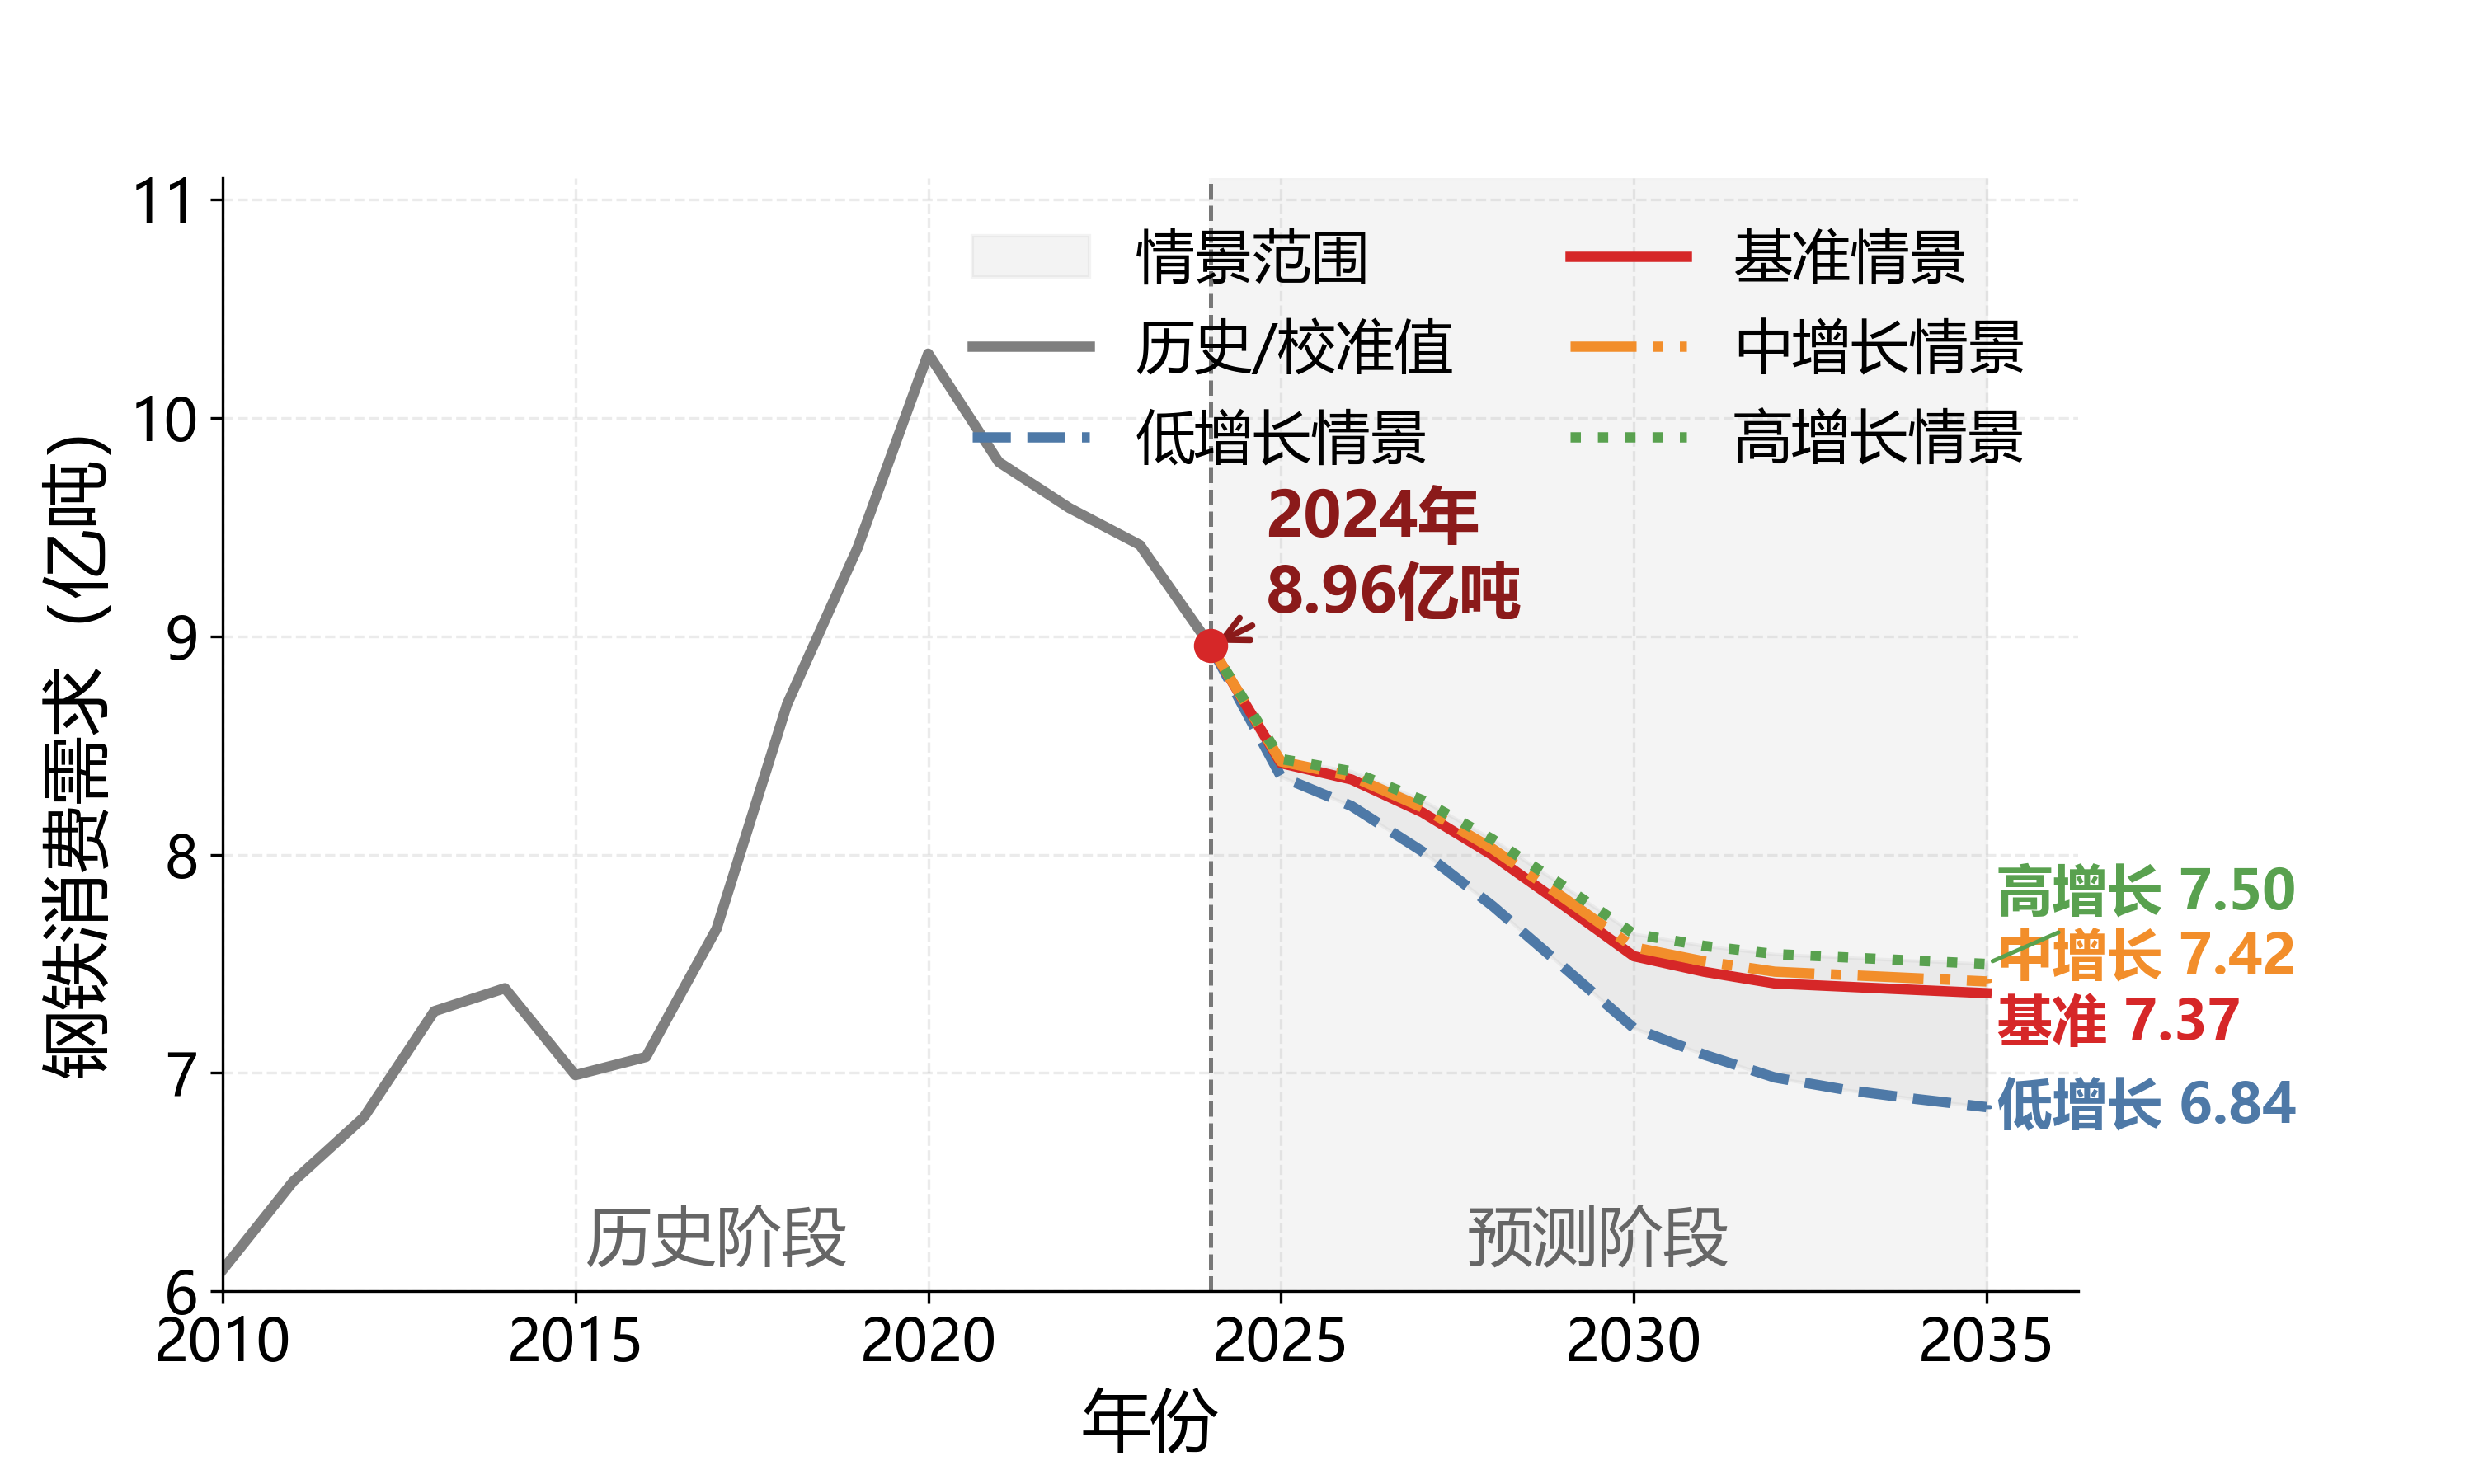 11
10
9
8
7
6
钢铁消费需求（亿吨）
情景范围
历史/校准值
低增长情景
基准情景
中增长情景
高增长情景
2024年
8.96亿吨
高增长 7.50
中增长 7.42
基准 7.37
低增长 6.84
历史阶段
预测阶段
2010 2015 2020 2025 2030 2035
年份